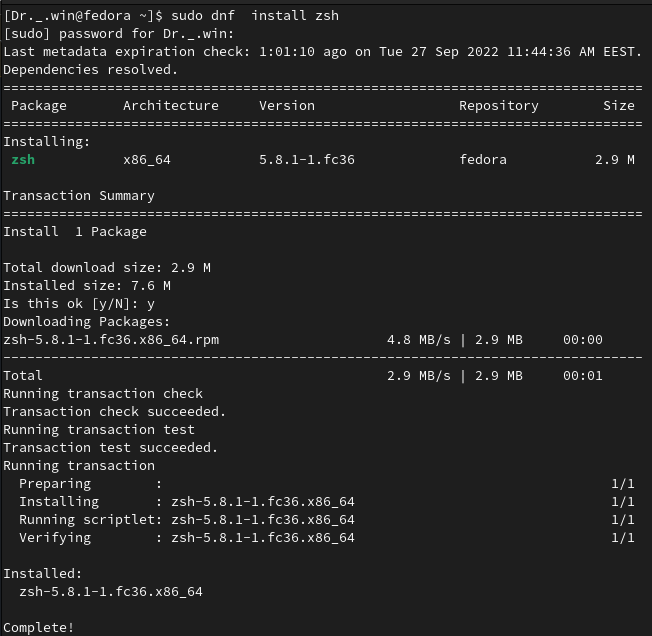 [Dr._.win@fedora ~]$ sudo dnf  install zsh
[sudo] password for Dr._.win:
Last metadata expiration check: 1:01:10 ago on Tue 27 Sep 2022 11:44:36 AM EEST.
Dependencies resolved.
================================================================================
 Package       Architecture     Version                  Repository        Size
================================================================================
Installing:
 zsh           x86_64           5.8.1-1.fc36             fedora           2.9 M

Transaction Summary
================================================================================
Install  1 Package

Total download size: 2.9 M
Installed size: 7.6 M
Is this ok [y/N]: y
Downloading Packages:
zsh-5.8.1-1.fc36.x86_64.rpm                     4.8 MB/s | 2.9 MB     00:00
--------------------------------------------------------------------------------
Total                                           2.9 MB/s | 2.9 MB     00:01
Running transaction check
Transaction check succeeded.
Running transaction test
Transaction test succeeded.
Running transaction
  Preparing        :                                                        1/1
  Installing       : zsh-5.8.1-1.fc36.x86_64                                1/1
  Running scriptlet: zsh-5.8.1-1.fc36.x86_64                                1/1
  Verifying        : zsh-5.8.1-1.fc36.x86_64                                1/1

Installed:
  zsh-5.8.1-1.fc36.x86_64

Complete!